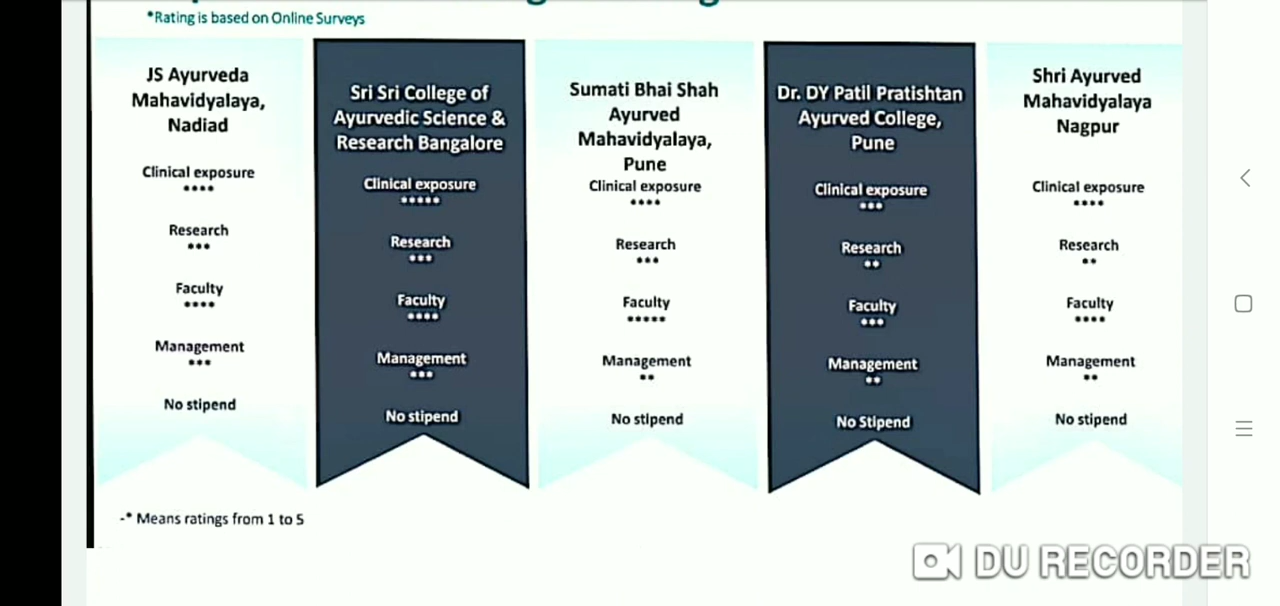 *Rating is based on Online Surveys
JS Ayurveda
Mahavidyalaya,
Nadiad
Clinical exposure
****
Research
***
Faculty
****
Management
***
No stipend
Sri Sri College of
Ayurvedic Science &
Research Bangalore
Clinical exposure
*****
Research
***
Faculty
****
Management
***
No stipend
Sumati Bhai Shah
Ayurved
Mahavidyalaya,
Pune
Clinical exposure
****
Research
***
Faculty
*****
Management
**
No stipend
Dr. DY Patil Pratishtan
Ayurved College,
Pune
Clinical exposure
***
Research
**
Faculty
***
Management
**
No Stipend
Shri Ayurved
Mahavidyalaya
Nagpur
Clinical exposure
****
Research
**
Faculty
****
Management
**
No stipend
-* Means ratings from 1 to 5
DU RECORDER